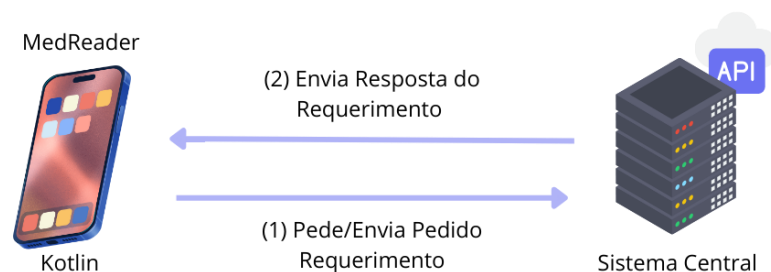 MedReader
(2) Envia Resposta do
Requerimento
API
(1) Pede/Envia Pedido
Requerimento
Kotlin
Sistema Central